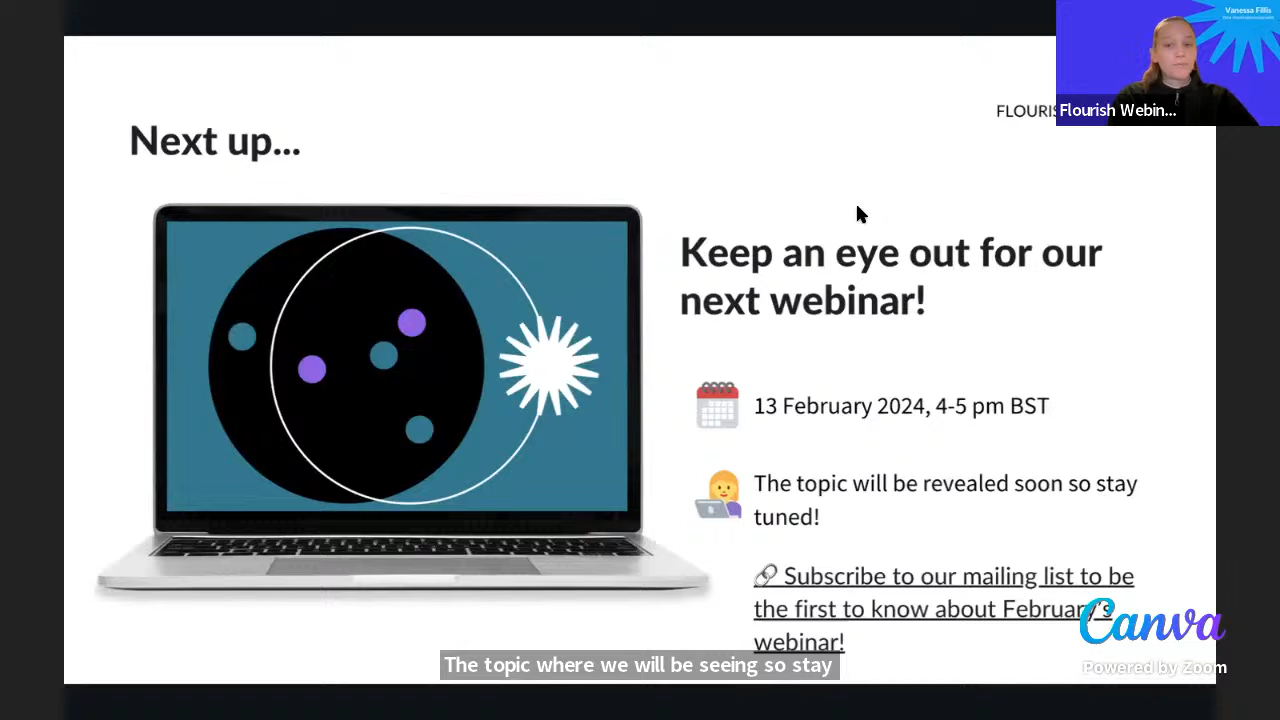 Vanessa Fillis
FLOURIS
Flourish Webin...
Next up...
Keep an eye out for our
next webinar!
13 February 2024, 4-5 pm BST
The topic will be revealed soon so stay
tuned!
Subscribe to our mailing list to be
the first to know about February's
webinar!
Canva
Powered by Zoom
The topic where we will be seeing so stay